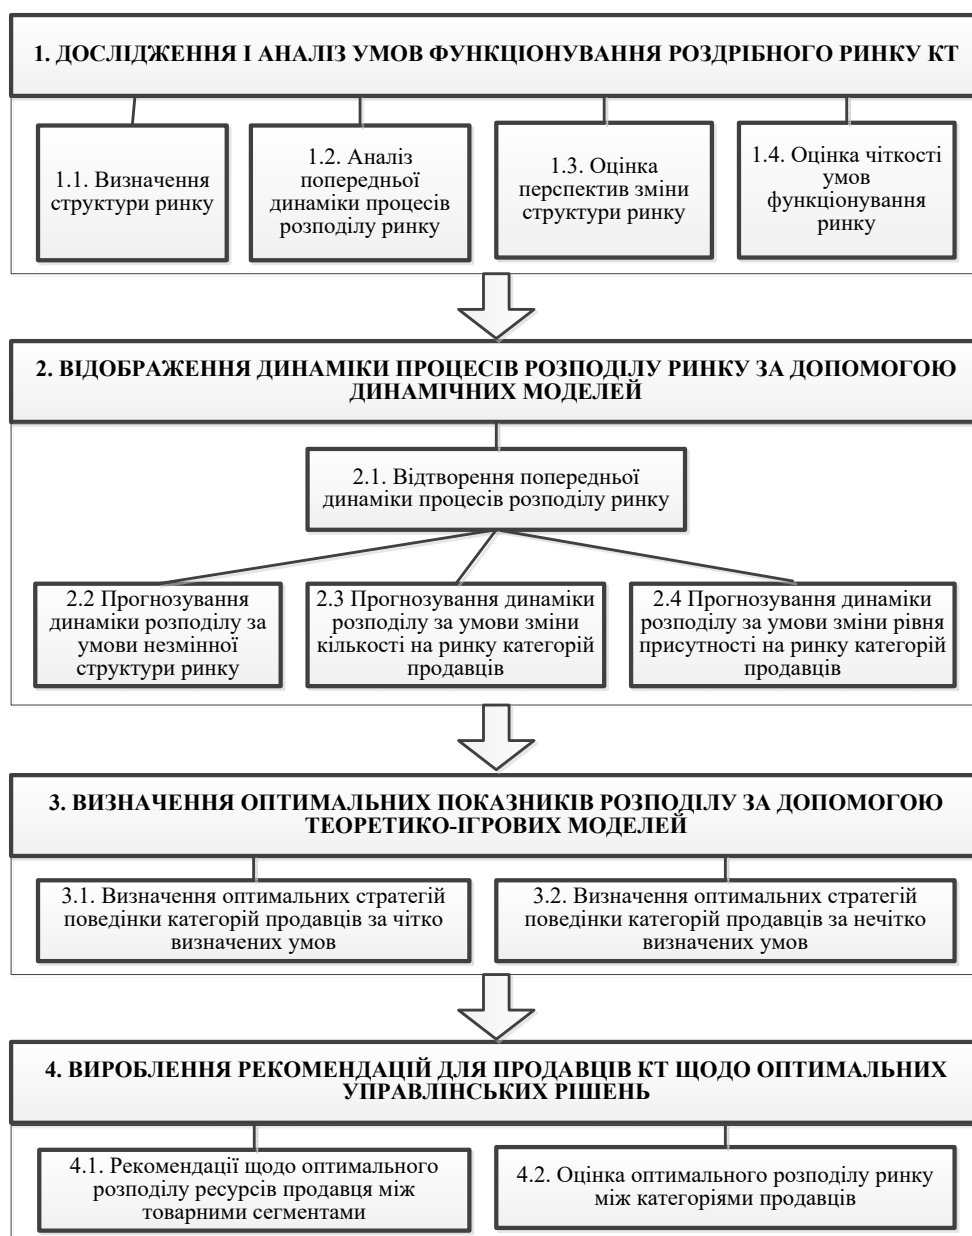 1. ДОСЛІДЖЕННЯ І АНАЛІЗ УМОВ ФУНКЦІОНУВАННЯ РОЗДРІБНОГО РИНКУ КТ
1.1. Визначення
структури ринку
1.2. Аналіз
попередньої
динаміки процесів
розподілу ринку
1.3. Оцінка
перспектив зміни
структури ринку
1.4. Оцінка чіткості
умов
функціонування
ринку
2. ВІДОБРАЖЕННЯ ДИНАМІКИ ПРОЦЕСІВ РОЗПОДІЛУ РИНКУ ЗА ДОПОМОГОЮ
ДИНАМІЧНИХ МОДЕЛЕЙ
2.1. Відтворення попередньої
динаміки процесів розподілу ринку
2.2 Прогнозування
динаміки розподілу за
умови незмінної
структури ринку
2.3 Прогнозування динаміки
розподілу за умови зміни
кількості на ринку категорій
продавців
2.4 Прогнозування динаміки
розподілу за умови зміни рівня
присутності на ринку категорій
продавців
3. ВИЗНАЧЕННЯ ОПТИМАЛЬНИХ ПОКАЗНИКІВ РОЗПОДІЛУ ЗА ДОПОМОГОЮ
ТЕОРЕТИКО-ІГРОВИХ МОДЕЛЕЙ
3.1. Визначення оптимальних стратегій
поведінки категорій продавців за чітко
визначених умов
3.2. Визначення оптимальних стратегій
поведінки категорій продавців за нечітко
визначених умов
4. ВИРОБЛЕННЯ РЕКОМЕНДАЦІЙ ДЛЯ ПРОДАВЦІВ КТ ЩОДО ОПТИМАЛЬНИХ
УПРАВЛІНСЬКИХ РІШЕНЬ
4.1. Рекомендації щодо оптимального
розподілу ресурсів продавця між
товарними сегментами
4.2. Оцінка оптимального розподілу ринку
між категоріями продавців